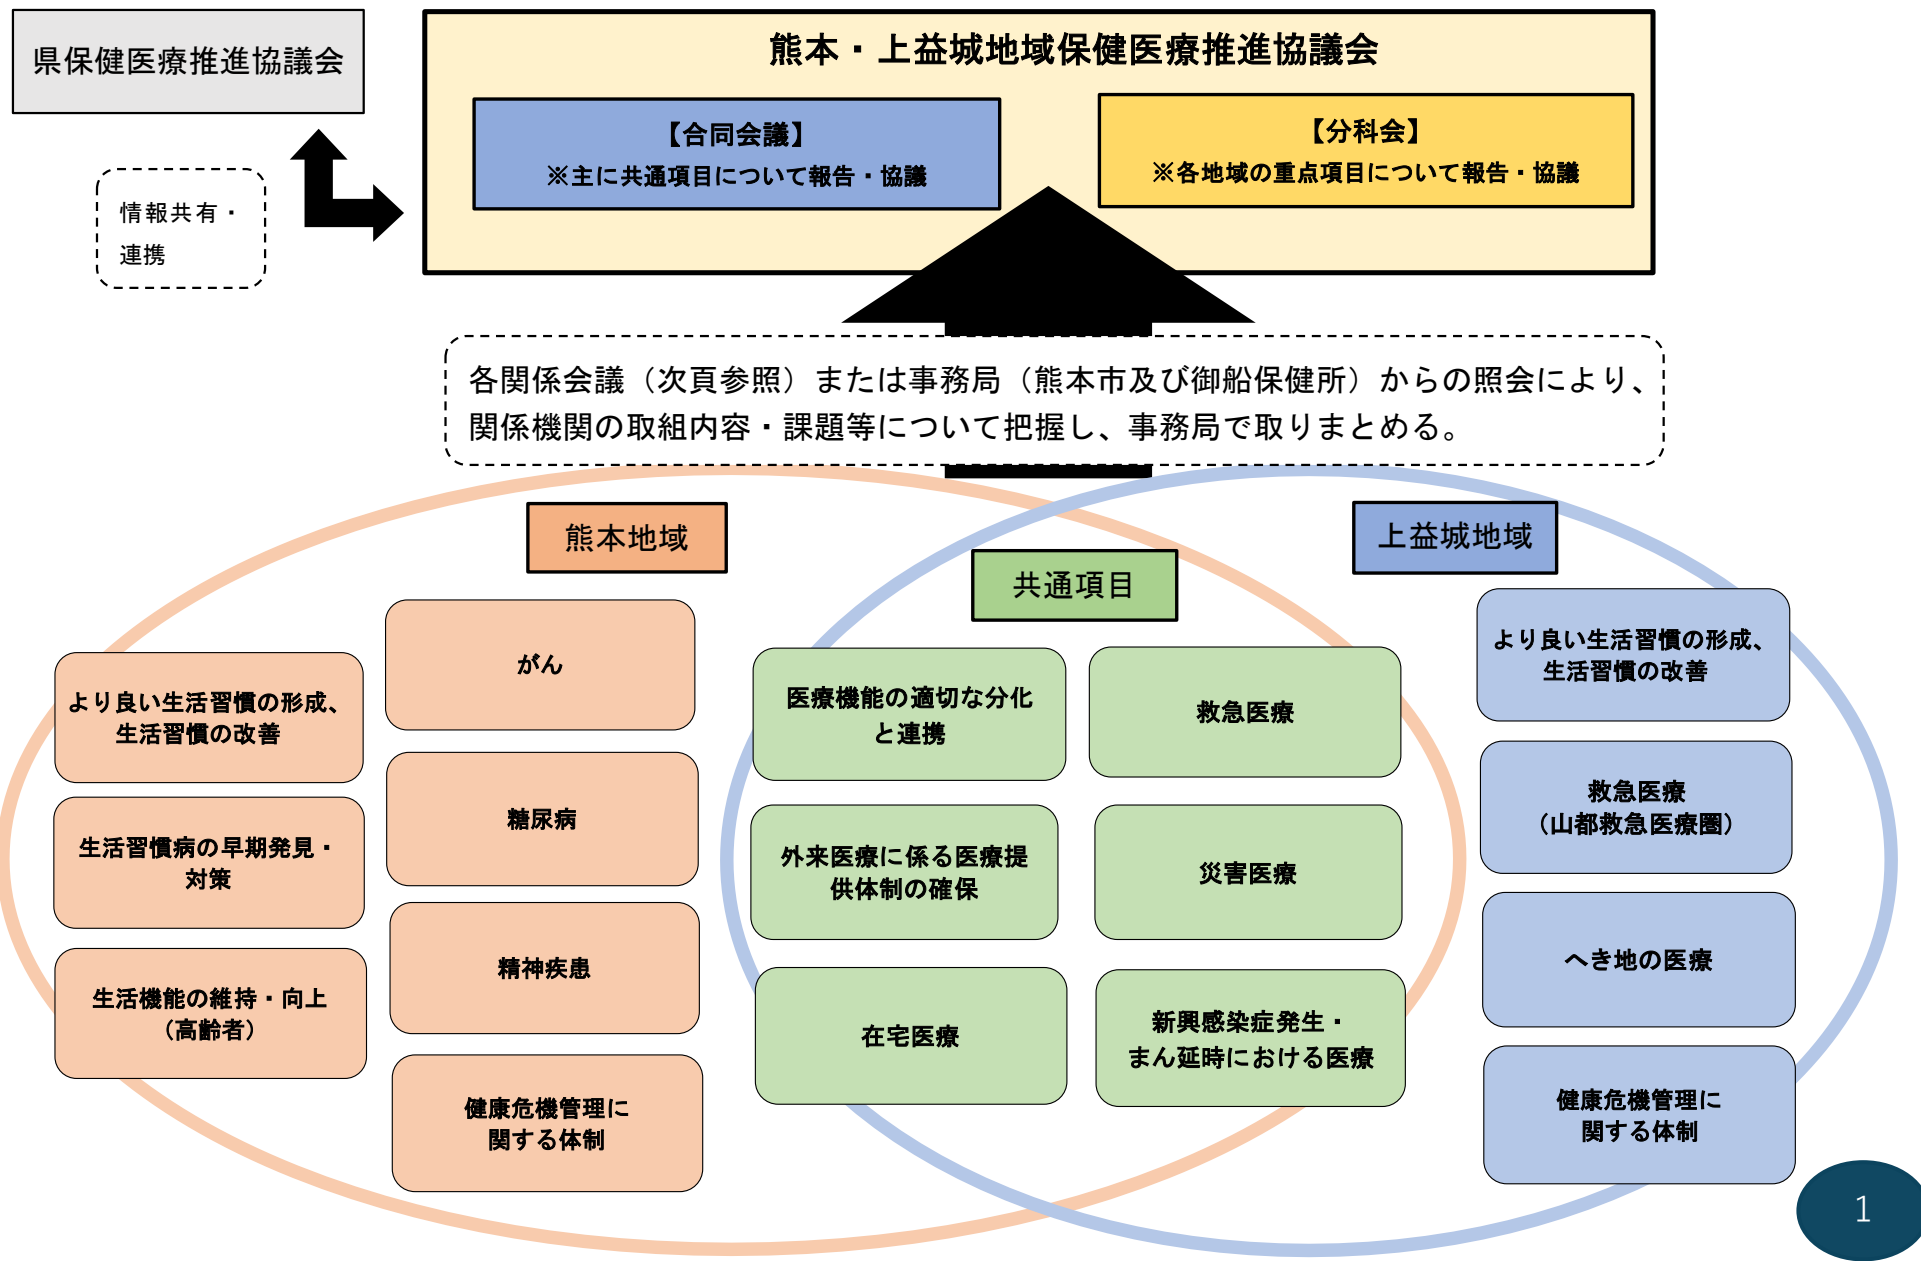 県保健医療推進協議会
熊本・上益城地域保健医療推進協議会
【合同会議】
※主に共通項目について報告・協議
【分科会】
※各地域の重点項目について報告・協議
情報共有・
連携
各関係会議（次頁参照）または事務局（熊本市及び御船保健所）からの照会により、
関係機関の取組内容・課題等について把握し、事務局で取りまとめる。
熊本地域
より良い生活習慣の形成、
生活習慣の改善
生活習慣病の早期発見・
対策
生活機能の維持・向上
（高齢者）
がん
糖尿病
精神疾患
健康危機管理に
関する体制
共通項目
医療機能の適切な分化
と連携
外来医療に係る医療提
供体制の確保
在宅医療
救急医療
災害医療
新興感染症発生・
まん延時における医療
上益城地域
より良い生活習慣の形成、
生活習慣の改善
救急医療
（山都救急医療圏）
へき地の医療
健康危機管理に
関する体制
1